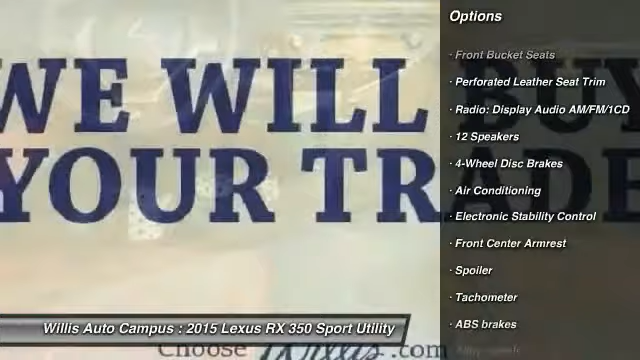 Options
· Front Bucket Seats
· Perforated Leather Seat Trim
· Radio: Display Audio AM/FM/1CD
· 12 Speakers
· 4-Wheel Disc Brakes
· Air Conditioning
· Electronic Stability Control
· Front Center Armrest
· Spoiler
· Tachometer
· ABS brakes
WE WILL BUY
YOUR TRADE
Willis Auto Campus : 2015 Lexus RX 350 Sport Utility
Choose Willis.com